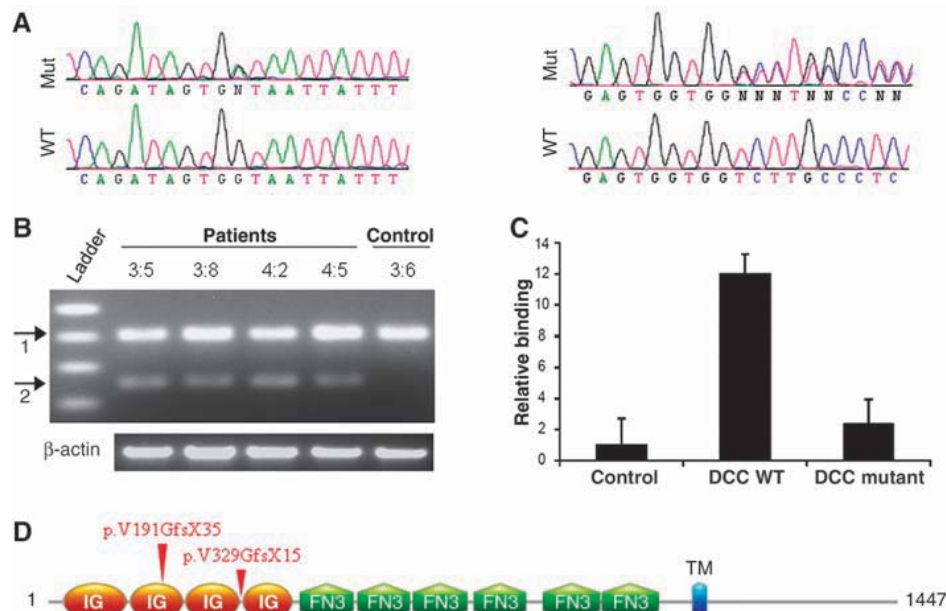 A
Mut
CAGATAGTGNTAATTATTT
WT
CAGATAGTGGTAATTATTT
Mut
GAGTGGTGGNNNTNNCCNN
WT
GAGTGGTGGTCTTGCCCTC
B
Ladder
Patients
Control
3:5 3:8 4:2 4:5 3:6
1
2
β-actin
C
Relative binding
14
12
10
8
6
4
2
0
Control DCC WT DCC mutant
D
p.V191GfsX35
p.V329GfsX15
TM
1 IG IG IG IG FN3 FN3 FN3 FN3 FN3 FN3 1447